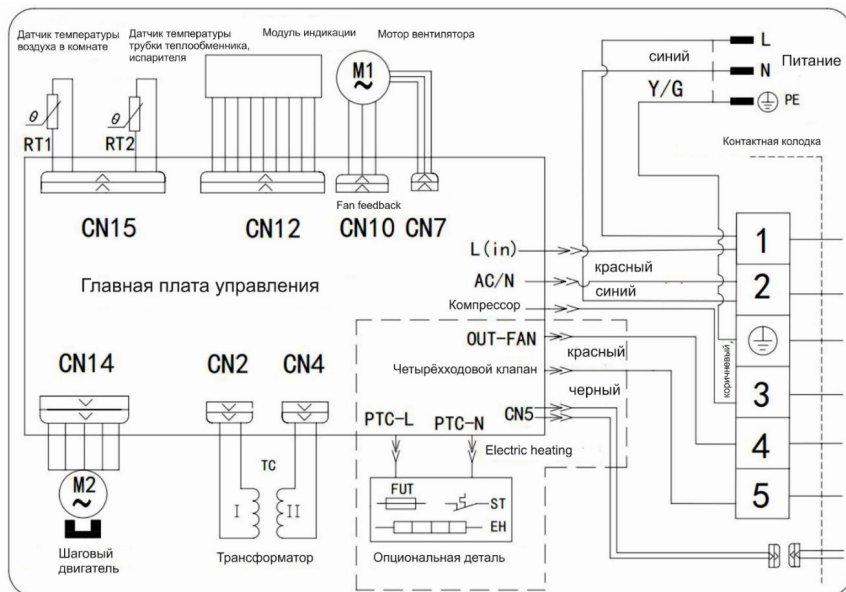 Датчик температуры
воздуха в комнате
Датчик температуры
трубки теплообменника,
испарителя
Модуль индикации
Мотор вентилятора
L
синий
Питание
N
Y/G
PE
M1
~
θ
RT1
θ
RT2
Контактная колодка
Fan feedback
CN15
CN12
CN10
CN7
L(in)
1
красный
AC/N
Главная плата управления
синий
2
Компрессор
OUT-FAN
красный
CN14
CN2
CN4
Четырёхходовой клапан
коричневый,
3
черный
CN5
PTC-L
PTC-N
4
Electric heating
TC
M2
~
I
II
FUT
ST
5
EH
Шаговый
двигатель
Трансформатор
Опциональная деталь